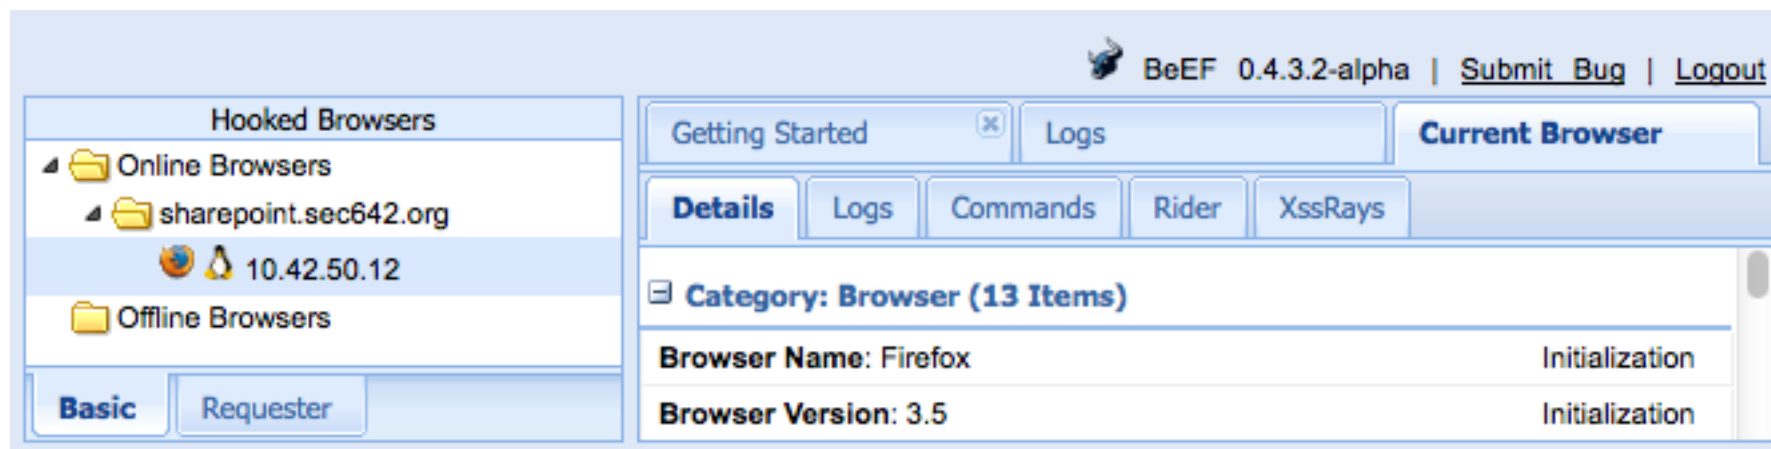 BeEF 0.4.3.2-alpha | Submit Bug | Logout
Hooked Browsers
Online Browsers
sharepoint.sec642.org
10.42.50.12
Offline Browsers
Basic Requester
Getting Started Logs Current Browser
Details Logs Commands Rider XssRays
Category: Browser (13 Items)
Browser Name: Firefox Initialization
Browser Version: 3.5 Initialization